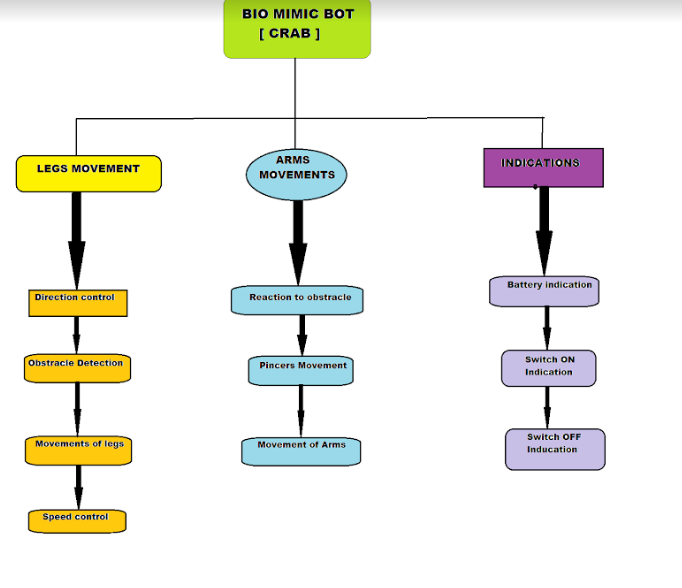 BIO MIMIC BOT
[ CRAB ]
LEGS MOVEMENT
ARMS
MOVEMENTS
INDICATIONS
Direction control
Obstracle Detection
Movements of legs
Speed control
Reaction to obstracle
Pincers Movement
Movement of Arms
Battery indication
Switch ON
Indication
Switch OFF
Inducation